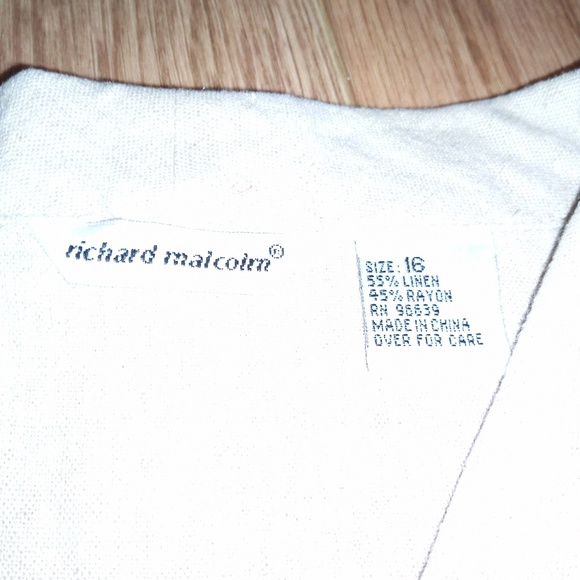 richard malcolm®
SIZE: 16
55% LINEN
45% RAYON
RN 96639
MADE IN CHINA
OVER FOR CARE